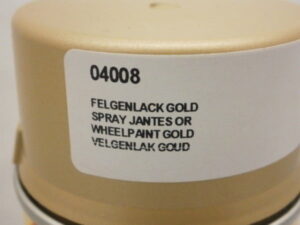 04008
FELGENLACK GOLD
SPRAY JANTES OR
WHEELPAINT GOLD
VELGENLAK GOUD